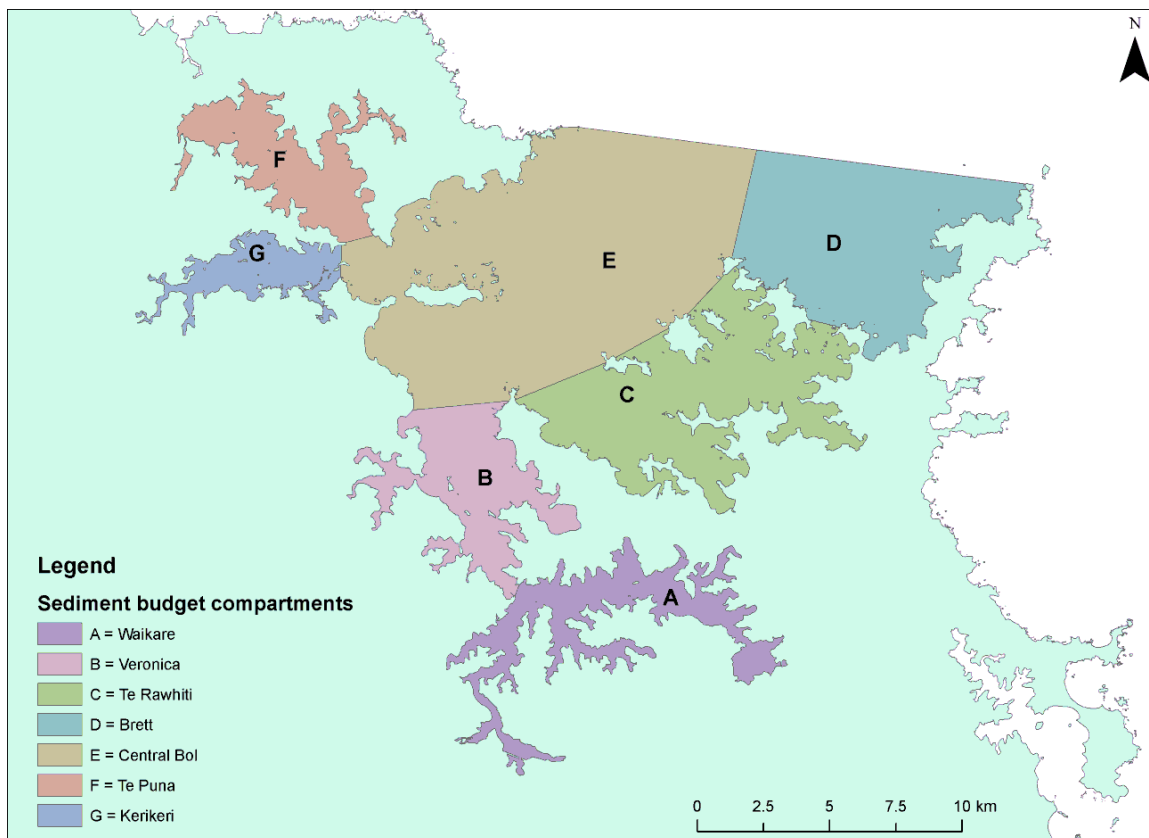 N
F
G
E
D
C
B
A
Legend
Sediment budget compartments
A = Waikare
B = Veronica
C = Te Rawhiti
D = Brett
E = Central BoI
F = Te Puna
G = Kerikeri
0 2.5 5 7.5 10 km